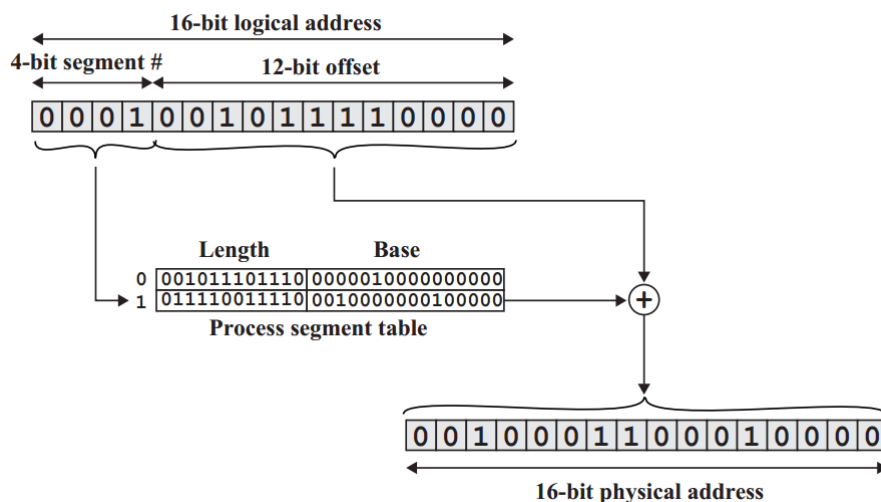 16-bit logical address
4-bit segment # 12-bit offset
0 0 0 1 0 0 1 0 1 1 1 1 0 0 0 0
Length Base
0 001011101110 0000010000000000
1 011110011110 0010000000100000
+
Process segment table
0 0 1 0 0 0 1 1 0 0 0 1 0 0 0 0
16-bit physical address